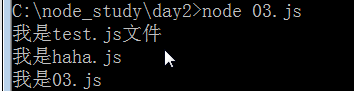 C:\node_study\day2>node 03.js
我是test.js文件
我是haha.js
我是03.js